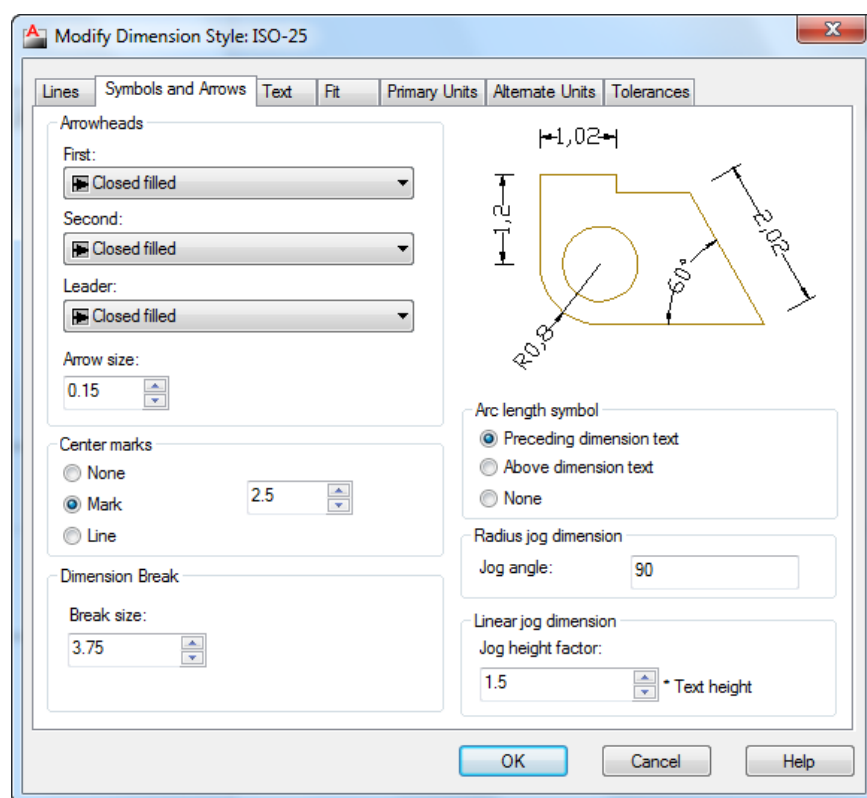 Modify Dimension Style: ISO-25
Lines
Symbols and Arrows
Text
Fit
Primary Units
Alternate Units
Tolerances
Arrowheads
First:
Closed filled
Second:
Closed filled
Leader:
Closed filled
Arrow size:
0.15
Center marks
None
Mark
Line
2.5
Dimension Break
Break size:
3.75
1,02
1,2
2,02
60°
R0,8
Arc length symbol
Preceding dimension text
Above dimension text
None
Radius jog dimension
Jog angle:
90
Linear jog dimension
Jog height factor:
1.5
* Text height
OK
Cancel
Help